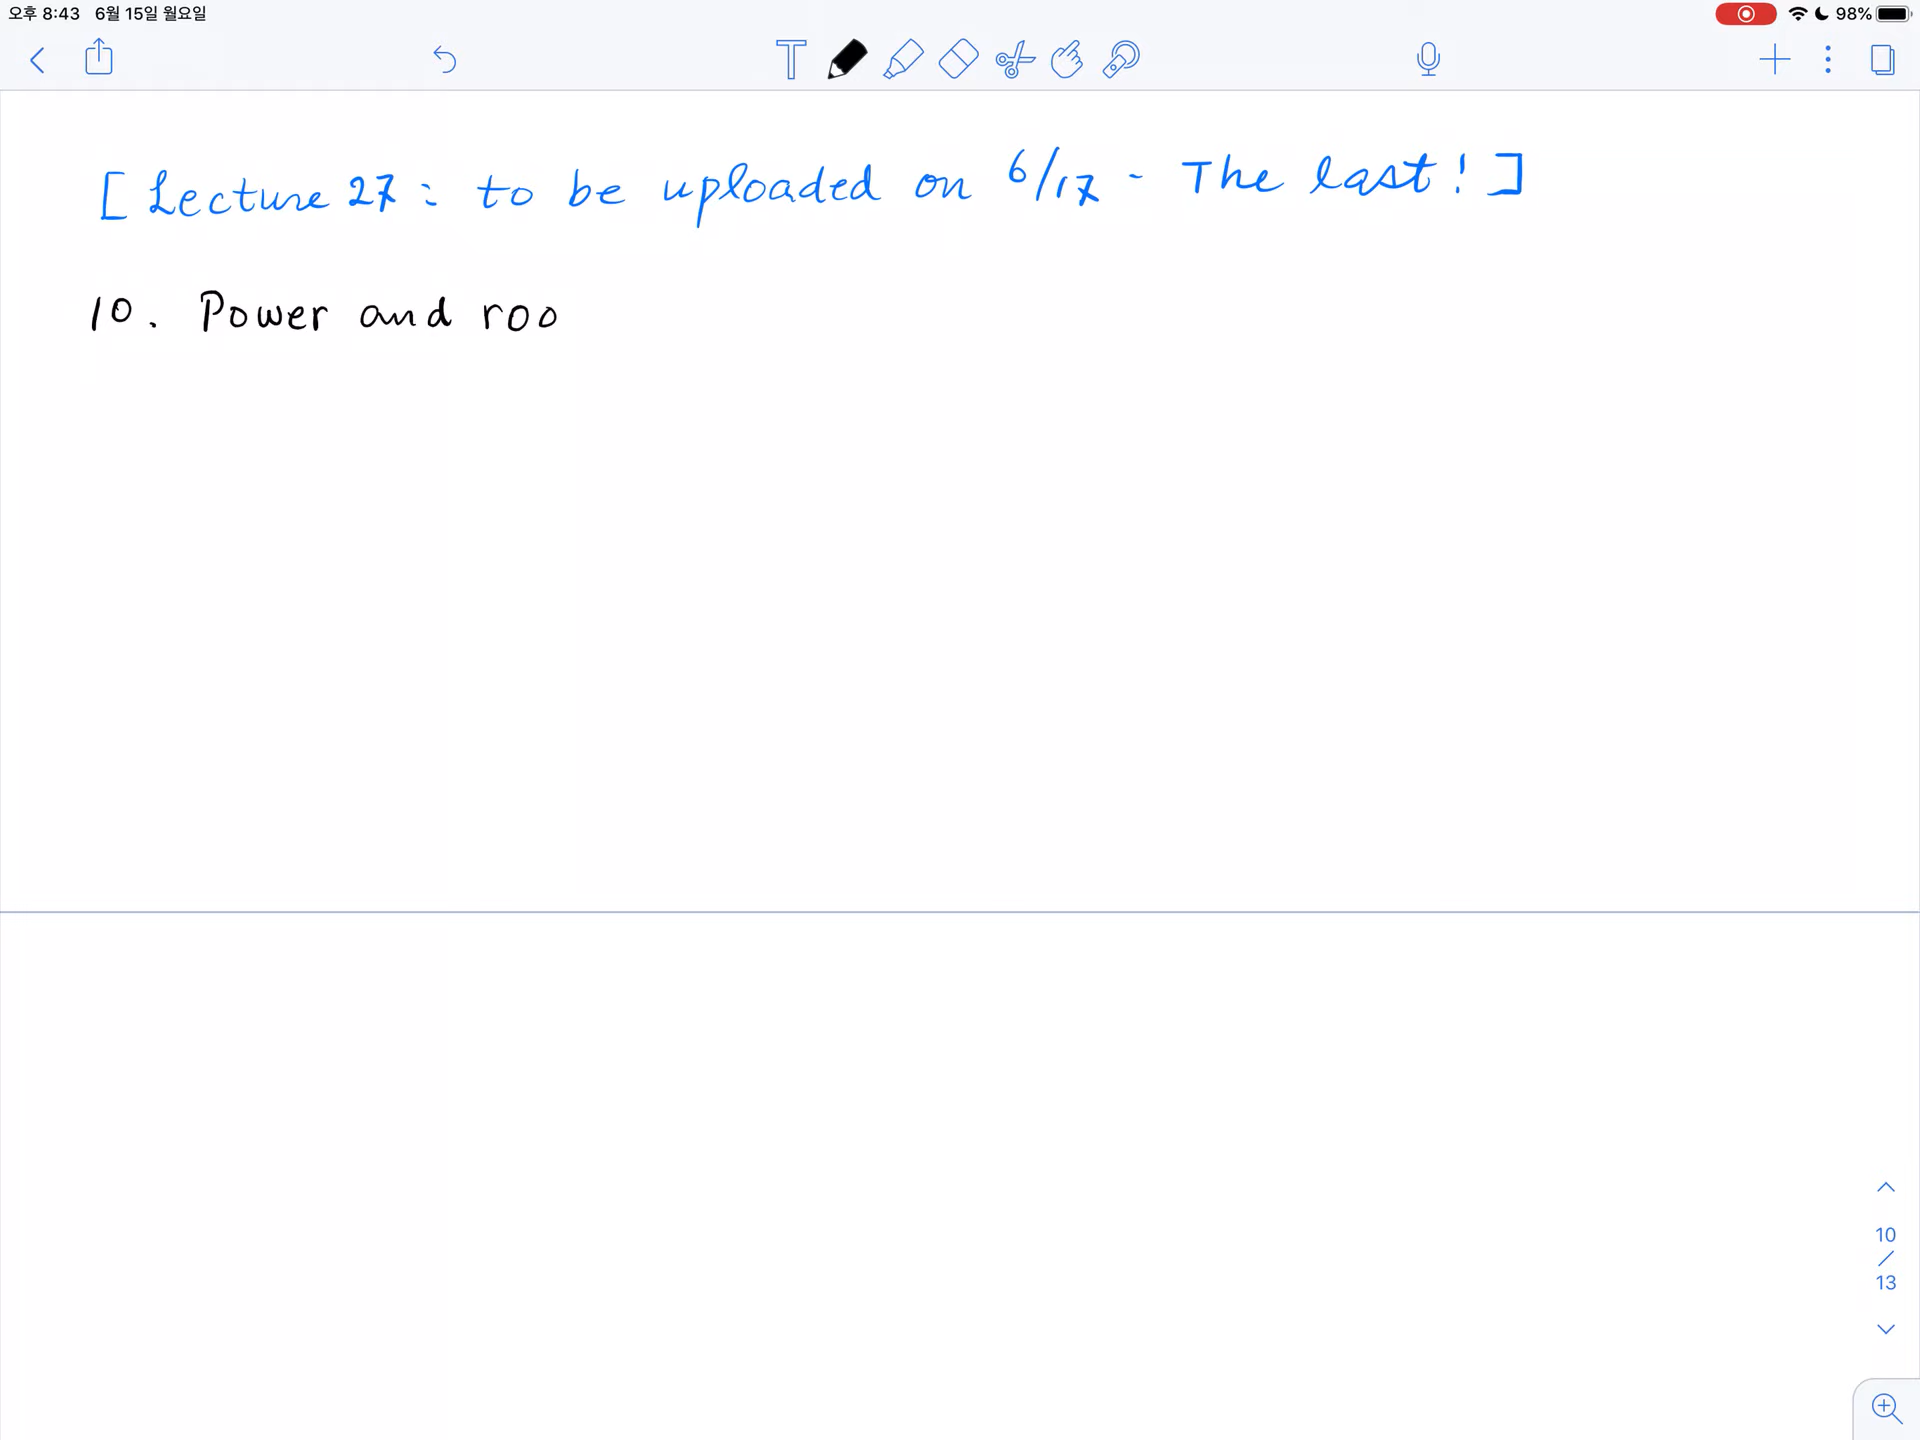 오후 8:43 6월 15일 월요일 98%
[ Lecture 27 : to be uploaded on 6/17 - The last ! ]
10. Power and roo
10
/
13